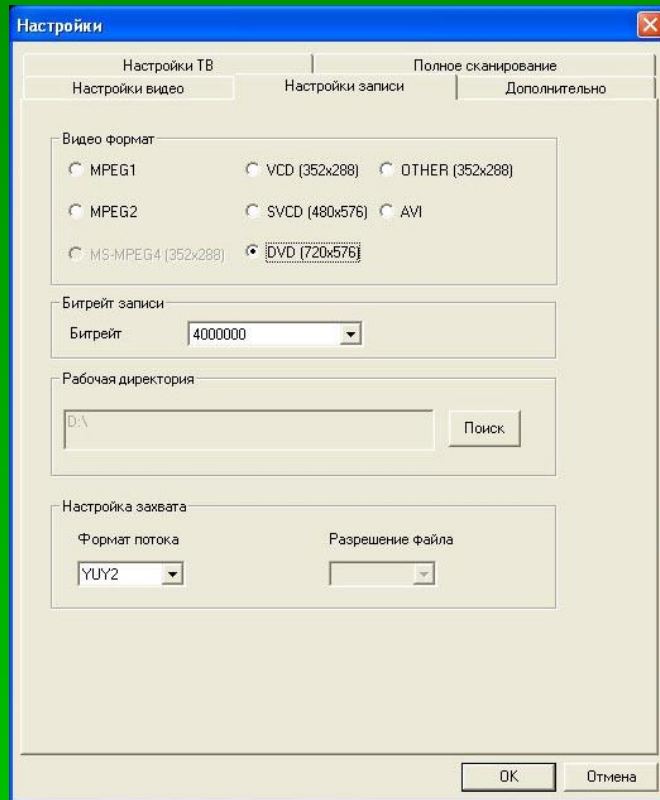 Настройки
Настройки ТВ Полное сканирование
Настройки видео Настройки записи Дополнительно
Видео формат
MPEG1 VCD (352x288) OTHER (352x288)
MPEG2 SVCD (480x576) AVI
MS-MPEG4 (352x288) DVD (720x576)
Битрейт записи
Битрейт 4000000
Рабочая директория
D:\ Поиск
Настройка захвата
Формат потока Разрешение файла
YUY2
OK Отмена